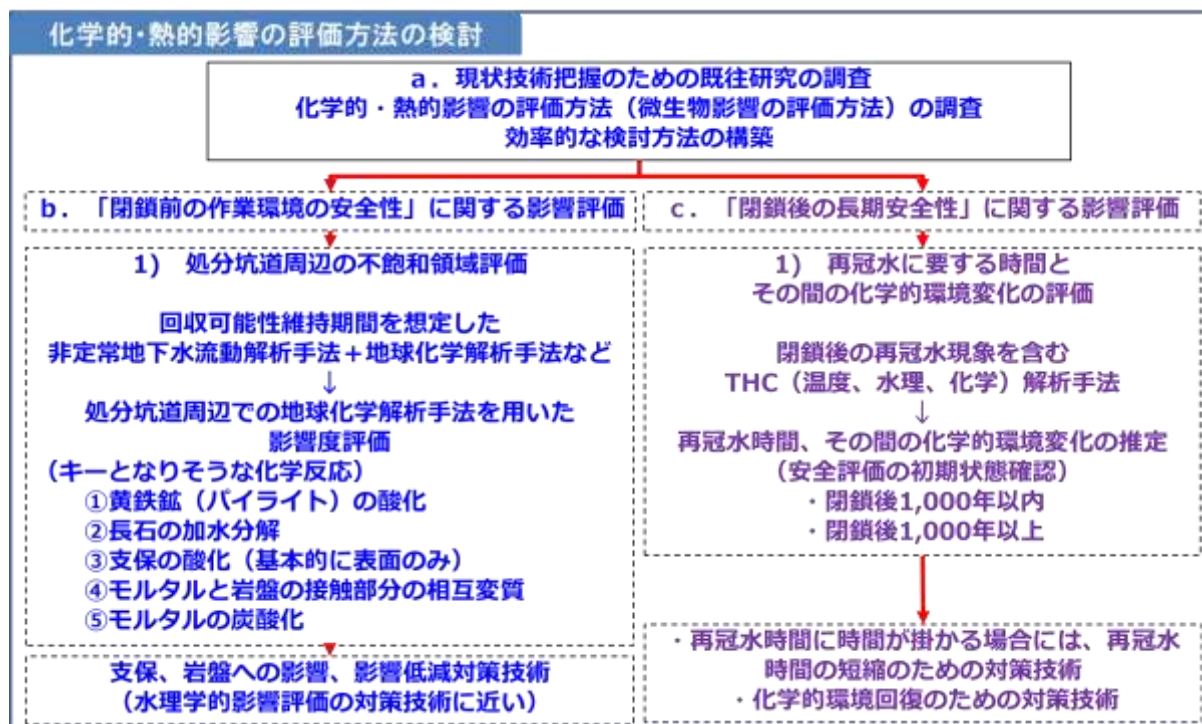 化学的・熱的影響の評価方法の検討
a．現状技術把握のための既往研究の調査
化学的・熱的影響の評価方法（微生物影響の評価方法）の調査
効率的な検討方法の構築
b．「閉鎖前の作業環境の安全性」に関する影響評価
1)　処分坑道周辺の不飽和領域評価
回収可能性維持期間を想定した
非定常地下水流動解析手法＋地球化学解析手法など
↓
処分坑道周辺での地球化学解析手法を用いた
影響度評価
（キーとなりそうな化学反応）
①黄鉄鉱（パイライト）の酸化
②長石の加水分解
③支保の酸化（基本的に表面のみ）
④モルタルと岩盤の接触部分の相互変質
⑤モルタルの炭酸化
支保、岩盤への影響、影響低減対策技術
（水理学的影響評価の対策技術に近い）
c．「閉鎖後の長期安全性」に関する影響評価
1)　再冠水に要する時間と
その間の化学的環境変化の評価
閉鎖後の再冠水現象を含む
THC（温度、水理、化学）解析手法
↓
再冠水時間、その間の化学的環境変化の推定
（安全評価の初期状態確認）
・閉鎖後1,000年以内
・閉鎖後1,000年以上
・再冠水時間に時間が掛かる場合には、再冠水
時間の短縮のための対策技術
・化学的環境回復のための対策技術